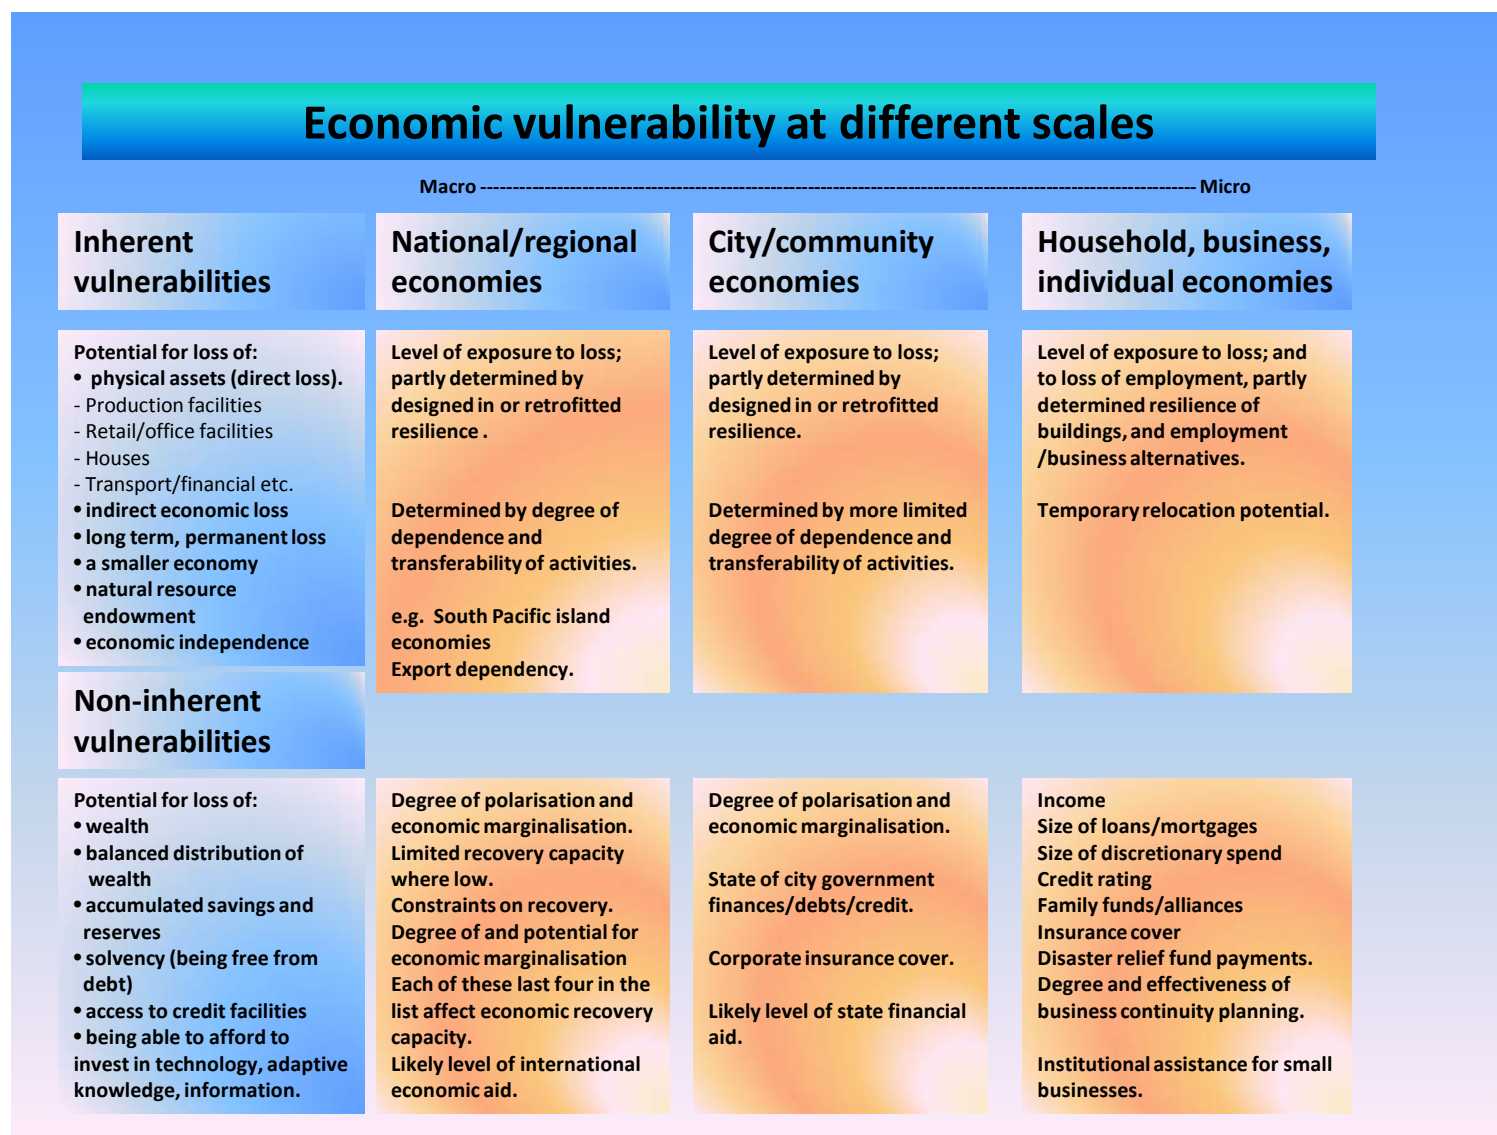 Economic vulnerability at different scales
Macro ------------------------------------------------------------------------------------------------------------------- Micro
Inherent
vulnerabilities
National/regional
economies
City/community
economies
Household, business,
individual economies
Potential for loss of:
• physical assets (direct loss).
- Production facilities
- Retail/office facilities
- Houses
- Transport/financial etc.
• indirect economic loss
• long term, permanent loss
• a smaller economy
• natural resource
endowment
• economic independence
Level of exposure to loss;
partly determined by
designed in or retrofitted
resilience .
Determined by degree of
dependence and
transferability of activities.
e.g. South Pacific island
economies
Export dependency.
Level of exposure to loss;
partly determined by
designed in or retrofitted
resilience.
Determined by more limited
degree of dependence and
transferability of activities.
Level of exposure to loss; and
to loss of employment, partly
determined resilience of
buildings, and employment
/business alternatives.
Temporary relocation potential.
Non-inherent
vulnerabilities
Potential for loss of:
• wealth
• balanced distribution of
wealth
• accumulated savings and
reserves
• solvency (being free from
debt)
• access to credit facilities
• being able to afford to
invest in technology, adaptive
knowledge, information.
Degree of polarisation and
economic marginalisation.
Limited recovery capacity
where low.
Constraints on recovery.
Degree of and potential for
economic marginalisation
Each of these last four in the
list affect economic recovery
capacity.
Likely level of international
economic aid.
Degree of polarisation and
economic marginalisation.
State of city government
finances/debts/credit.
Corporate insurance cover.
Likely level of state financial
aid.
Income
Size of loans/mortgages
Size of discretionary spend
Credit rating
Family funds/alliances
Insurance cover
Disaster relief fund payments.
Degree and effectiveness of
business continuity planning.
Institutional assistance for small
businesses.